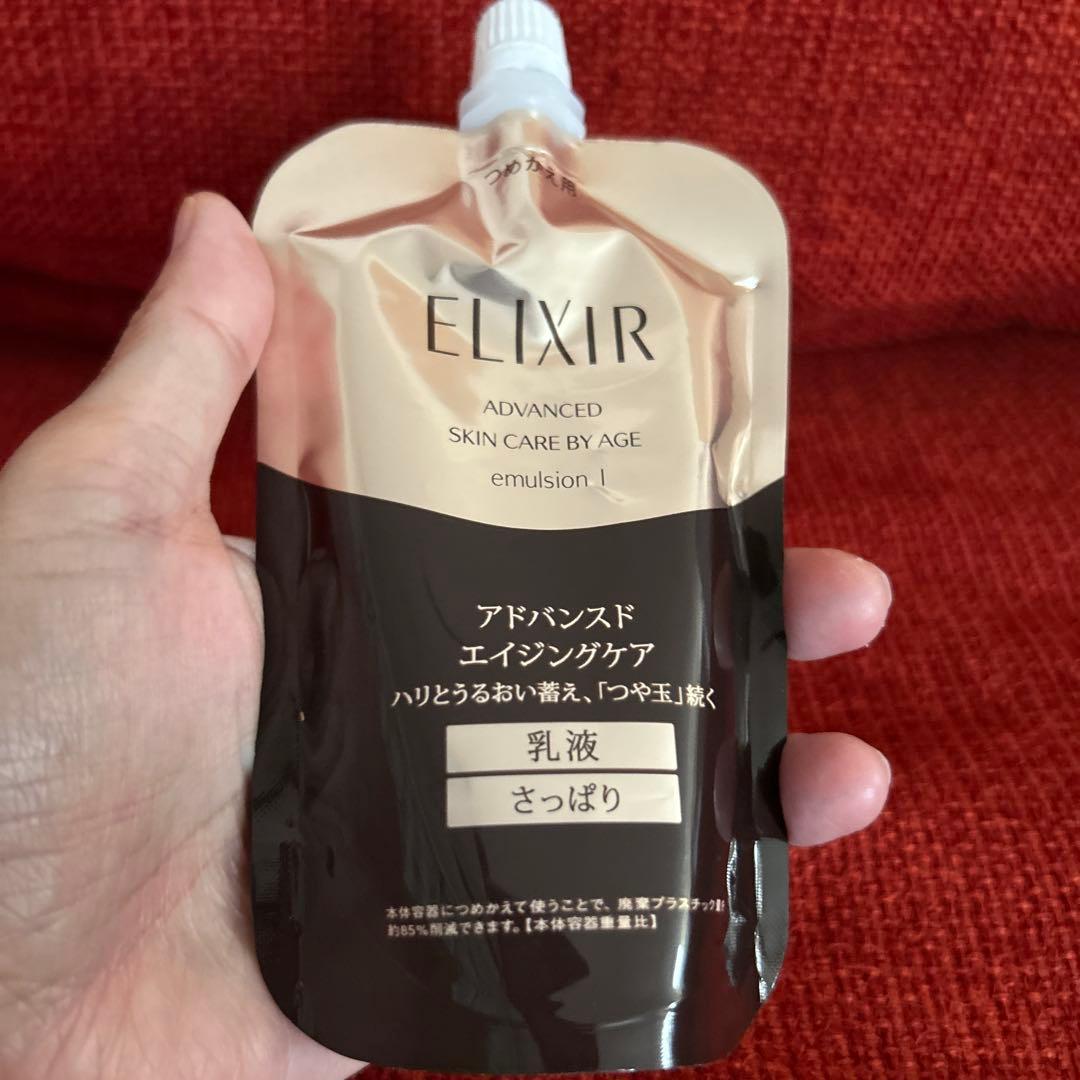 つめかえ用
ELIXIR
ADVANCED
SKIN CARE BY AGE
emulsion I
アドバンスド
エイジングケア
ハリとうるおい蓄え、「つや玉」続く
乳液
さっぱり
本体容器につめかえて使うことで、廃棄プラスチック量
約85%削減できます。【本体容器重量比】